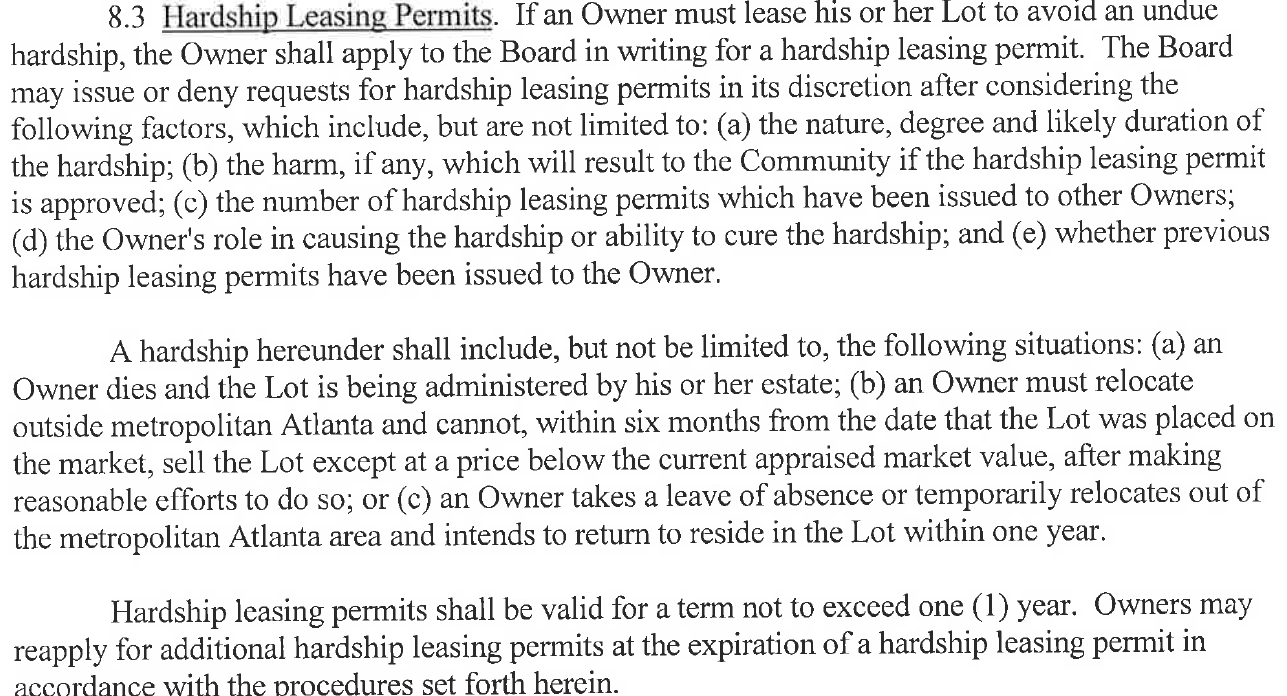 8.3 Hardship Leasing Permits. If an Owner must lease his or her Lot to avoid an undue
hardship, the Owner shall apply to the Board in writing for a hardship leasing permit. The Board
may issue or deny requests for hardship leasing permits in its discretion after considering the
following factors, which include, but are not limited to: (a) the nature, degree and likely duration of
the hardship; (b) the harm, if any, which will result to the Community if the hardship leasing permit
is approved; (c) the number of hardship leasing permits which have been issued to other Owners;
(d) the Owner's role in causing the hardship or ability to cure the hardship; and (e) whether previous
hardship leasing permits have been issued to the Owner.
A hardship hereunder shall include, but not be limited to, the following situations: (a) an
Owner dies and the Lot is being administered by his or her estate; (b) an Owner must relocate
outside metropolitan Atlanta and cannot, within six months from the date that the Lot was placed on
the market, sell the Lot except at a price below the current appraised market value, after making
reasonable efforts to do so; or (c) an Owner takes a leave of absence or temporarily relocates out of
the metropolitan Atlanta area and intends to return to reside in the Lot within one year.
Hardship leasing permits shall be valid for a term not to exceed one (1) year. Owners may
reapply for additional hardship leasing permits at the expiration of a hardship leasing permit in
accordance with the procedures set forth herein.